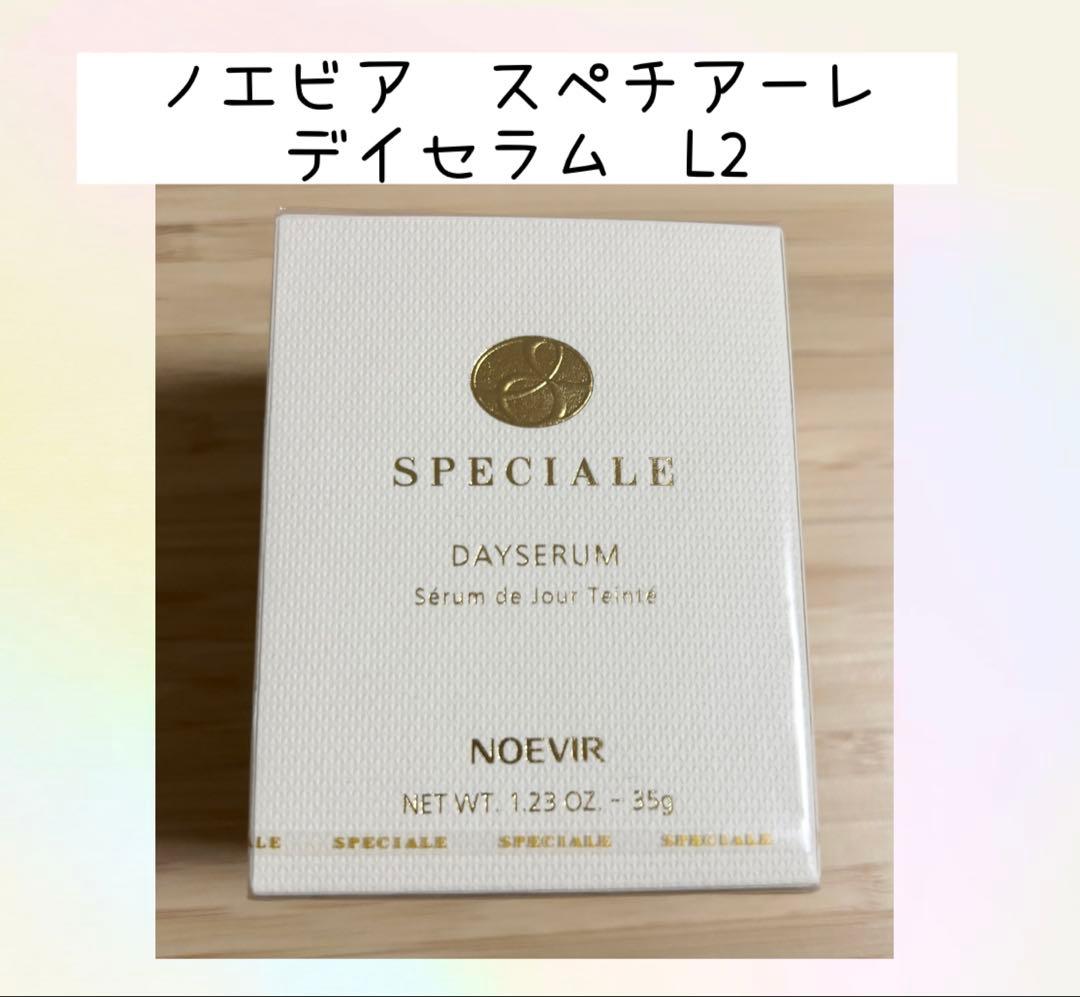 ノエビア　スペチアーレ
デイセラム　L2
SPECIALE
DAYSERUM
Sérum de Jour Teinté
NOEVIR
NET WT. 1.23 OZ. - 35g
ALE SPECIALE SPECIALE SPECIALE